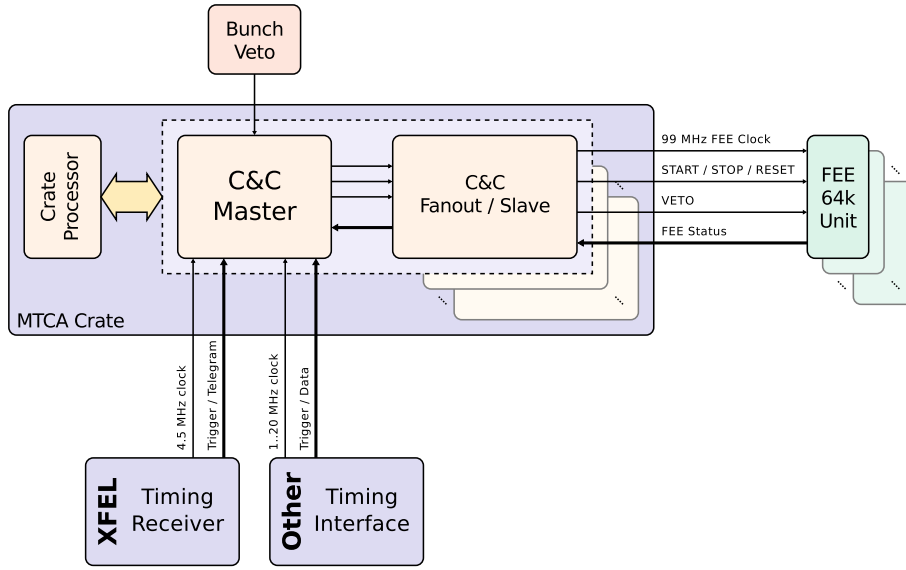 Bunch
Veto
Crate
Processor
C&C
Master
C&C
Fanout / Slave
99 MHz FEE Clock
START / STOP / RESET
VETO
FEE Status
FEE
64k
Unit
MTCA Crate
4.5 MHz clock
Trigger / Telegram
1..20 MHz clock
Trigger / Data
XFEL
Timing
Receiver
Other
Timing
Interface